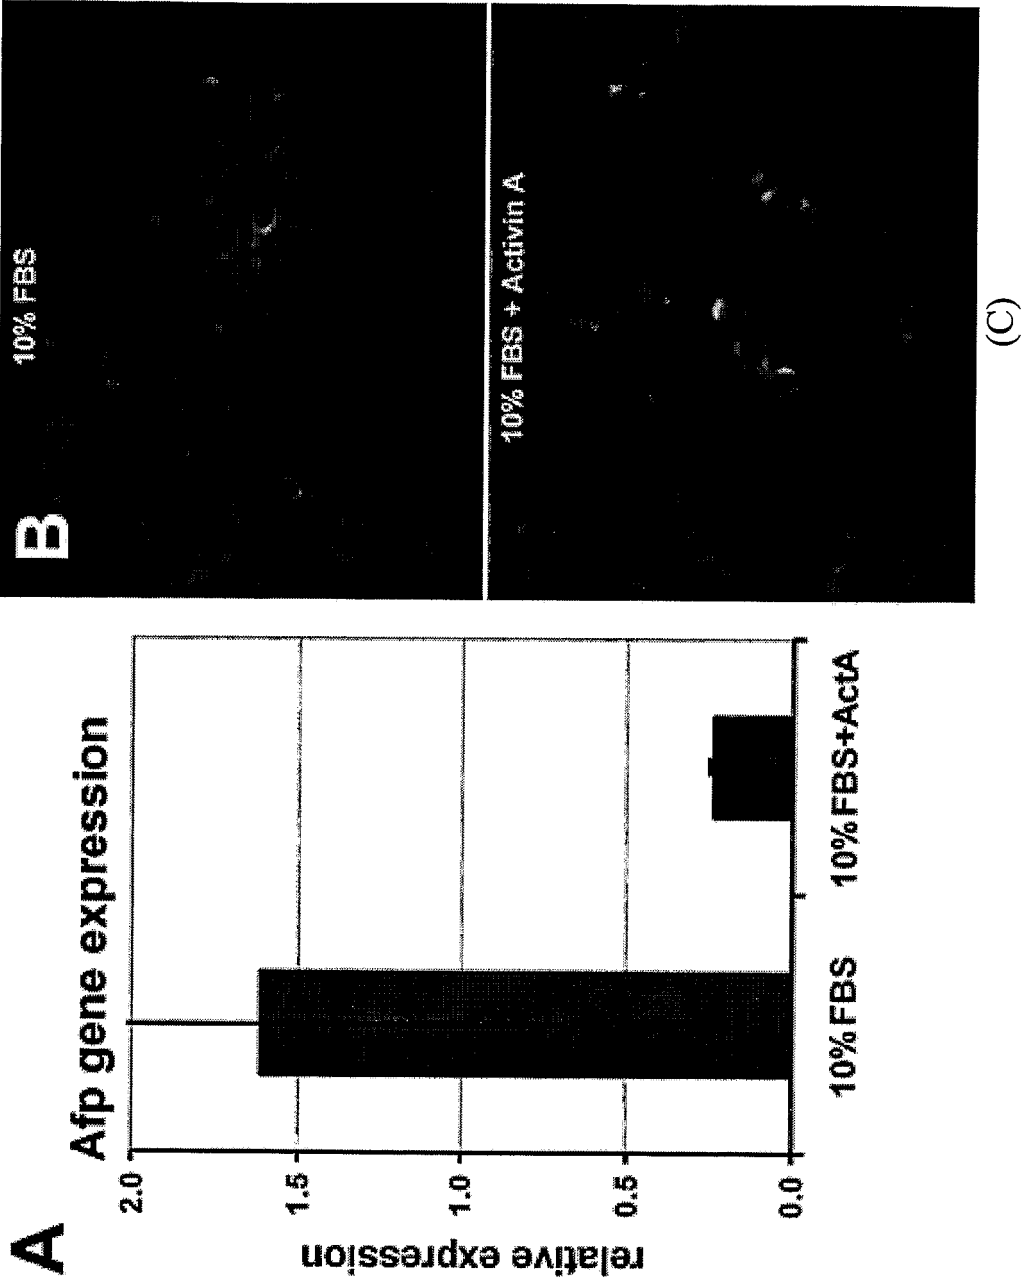 A
Afp gene expression
relative expression
2.0
1.5
1.0
0.5
0.0
10%FBS
10%FBS+ActA
B
10% FBS
10% FBS + Activin A
(C)